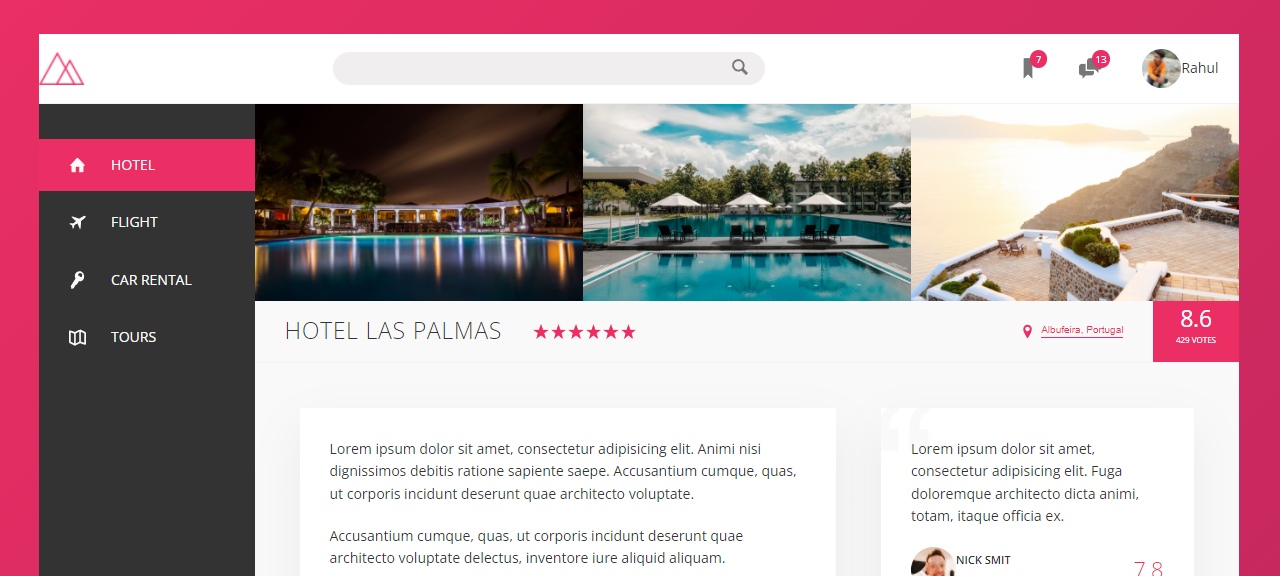 7
13
Rahul
HOTEL
FLIGHT
CAR RENTAL
TOURS
HOTEL LAS PALMAS
Albufeira, Portugal
8.6
429 VOTES
Lorem ipsum dolor sit amet, consectetur adipisicing elit. Animi nisi
dignissimos debitis ratione sapiente saepe. Accusantium cumque, quas,
ut corporis incidunt deserunt quae architecto voluptate.
Accusantium cumque, quas, ut corporis incidunt deserunt quae
architecto voluptate delectus, inventore iure aliquid aliquam.
“
Lorem ipsum dolor sit amet,
consectetur adipisicing elit. Fuga
doloremque architecto dicta animi,
totam, itaque officia ex.
NICK SMIT
7.8